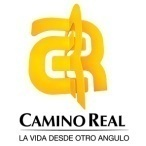 CAMINO REAL
LA VIDA DESDE OTRO ANGULO